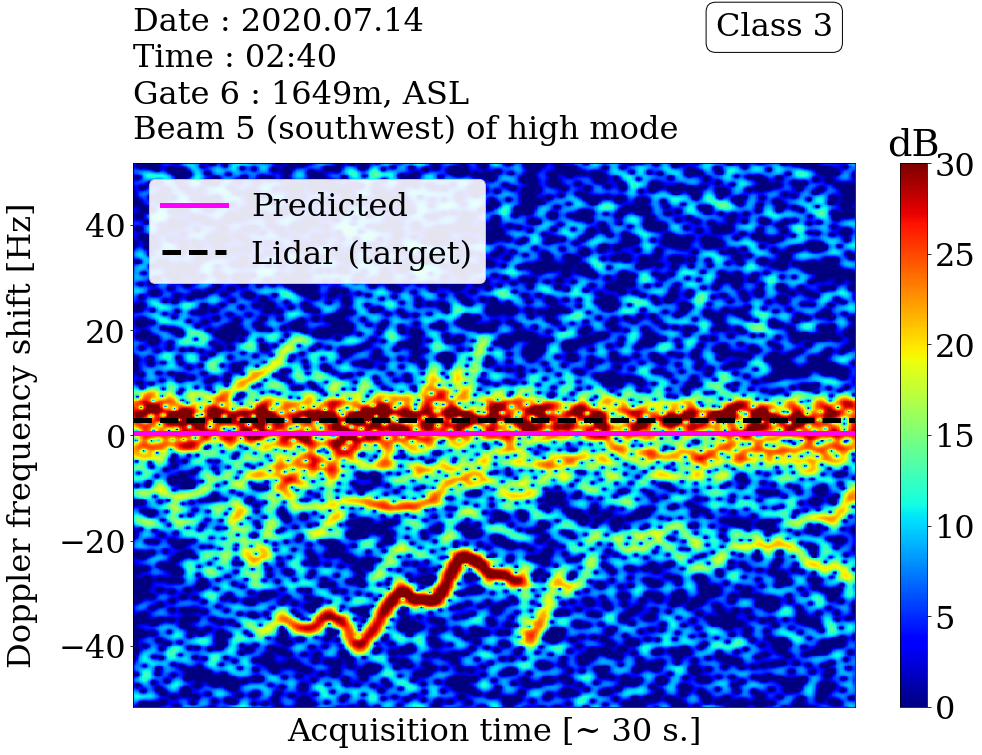 Date : 2020.07.14
Time : 02:40
Gate 6 : 1649m, ASL
Beam 5 (southwest) of high mode
Class 3
dB
Predicted
Lidar (target)
Doppler frequency shift [Hz]
40
20
0
−20
−40
30
25
20
15
10
5
0
Acquisition time [~ 30 s.]